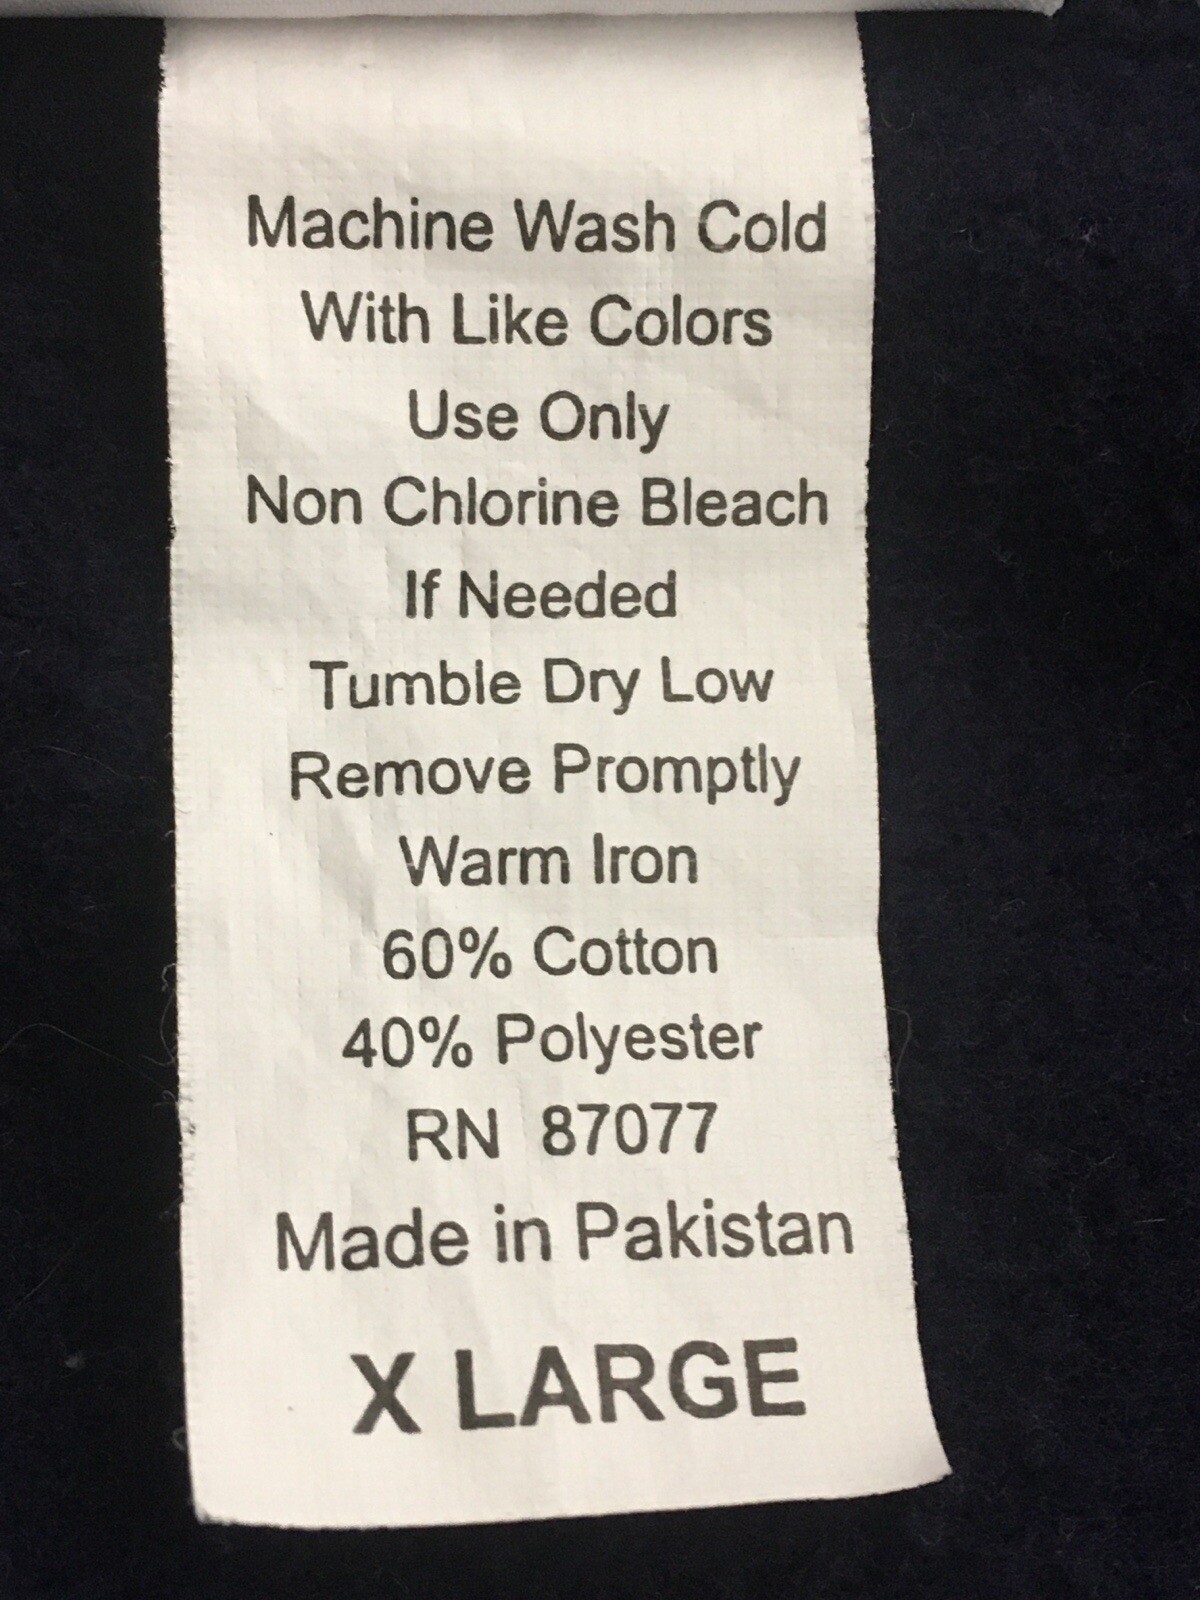 Machine Wash Cold
With Like Colors
Use Only
Non Chlorine Bleach
If Needed
Tumble Dry Low
Remove Promptly
Warm Iron
60% Cotton
40% Polyester
RN 87077
Made in Pakistan
X LARGE